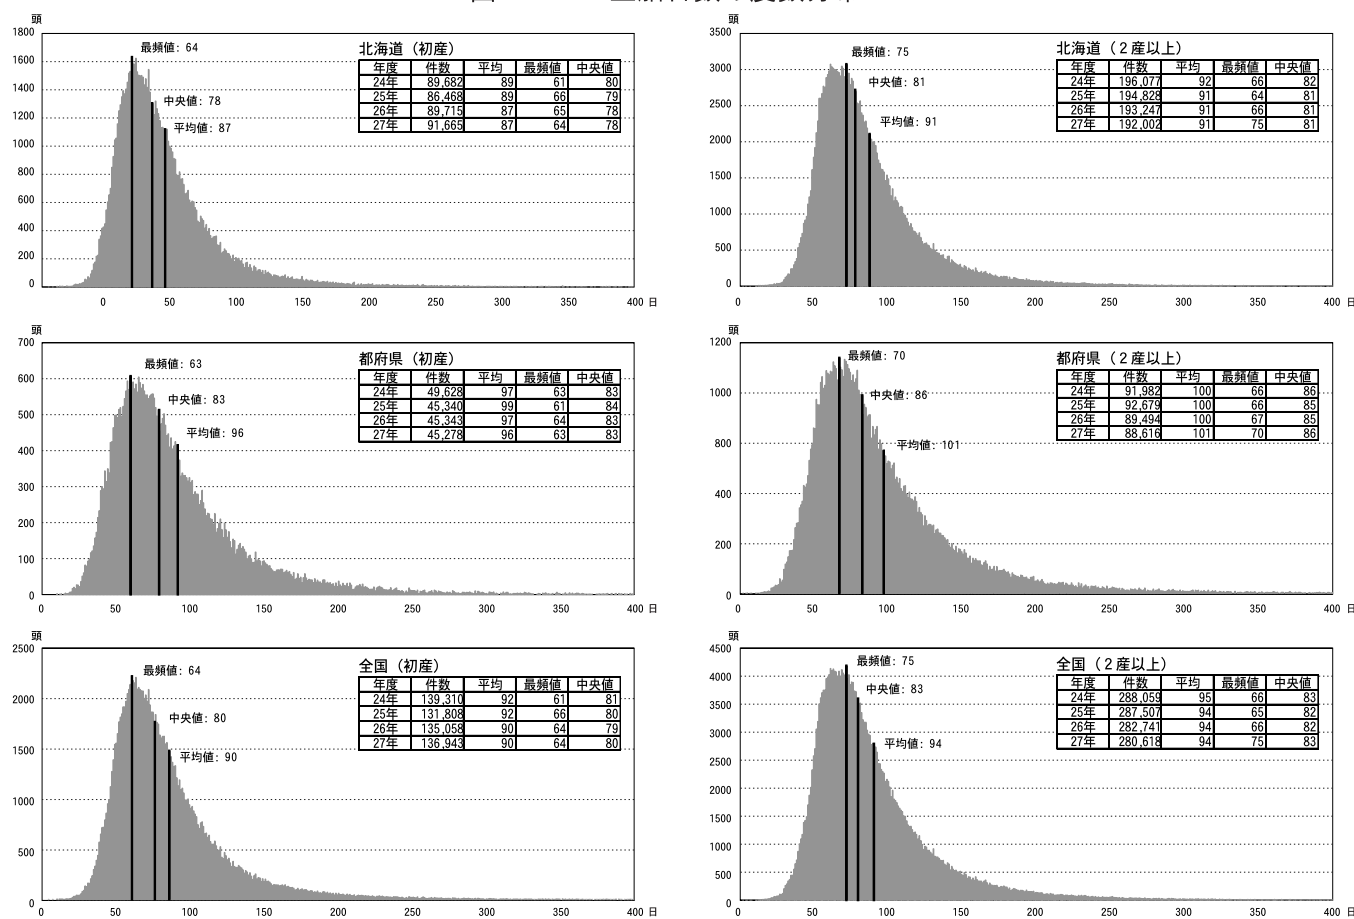 頭
1800
1600
1400
1200
1000
800
600
400
200
0
最頻値: 64
中央値: 78
平均値: 87
北海道（初産）
年度 件数 平均 最頻値 中央値
24年 89,682 89 61 80
25年 86,468 89 66 79
26年 89,715 87 65 78
27年 91,665 87 64 78
0 50 100 150 200 250 300 350 400 日
頭
3500
3000
2500
2000
1500
1000
500
0
最頻値: 75
中央値: 81
平均値: 91
北海道（２産以上）
年度 件数 平均 最頻値 中央値
24年 196,077 92 66 82
25年 194,828 91 64 81
26年 193,247 91 66 81
27年 192,002 91 75 81
0 50 100 150 200 250 300 350 400 日
頭
700
600
500
400
300
200
100
0
最頻値: 63
中央値: 83
平均値: 96
都府県（初産）
年度 件数 平均 最頻値 中央値
24年 49,628 97 63 83
25年 45,340 99 61 84
26年 45,343 97 64 83
27年 45,278 96 63 83
0 50 100 150 200 250 300 350 400 日
頭
1200
1000
800
600
400
200
0
最頻値: 70
中央値: 86
平均値: 101
都府県（２産以上）
年度 件数 平均 最頻値 中央値
24年 91,982 100 66 86
25年 92,679 100 66 85
26年 89,494 100 67 85
27年 88,616 101 70 86
0 50 100 150 200 250 300 350 400 日
頭
2500
2000
1500
1000
500
0
最頻値: 64
中央値: 80
平均値: 90
全国（初産）
年度 件数 平均 最頻値 中央値
24年 139,310 92 61 81
25年 131,808 92 66 80
26年 135,058 90 64 79
27年 136,943 90 64 80
0 50 100 150 200 250 300 350 400 日
頭
4500
4000
3500
3000
2500
2000
1500
1000
500
0
最頻値: 75
中央値: 83
平均値: 94
全国（２産以上）
年度 件数 平均 最頻値 中央値
24年 288,059 95 66 83
25年 287,507 94 65 82
26年 282,741 94 66 82
27年 280,618 94 75 83
0 50 100 150 200 250 300 350 400 日